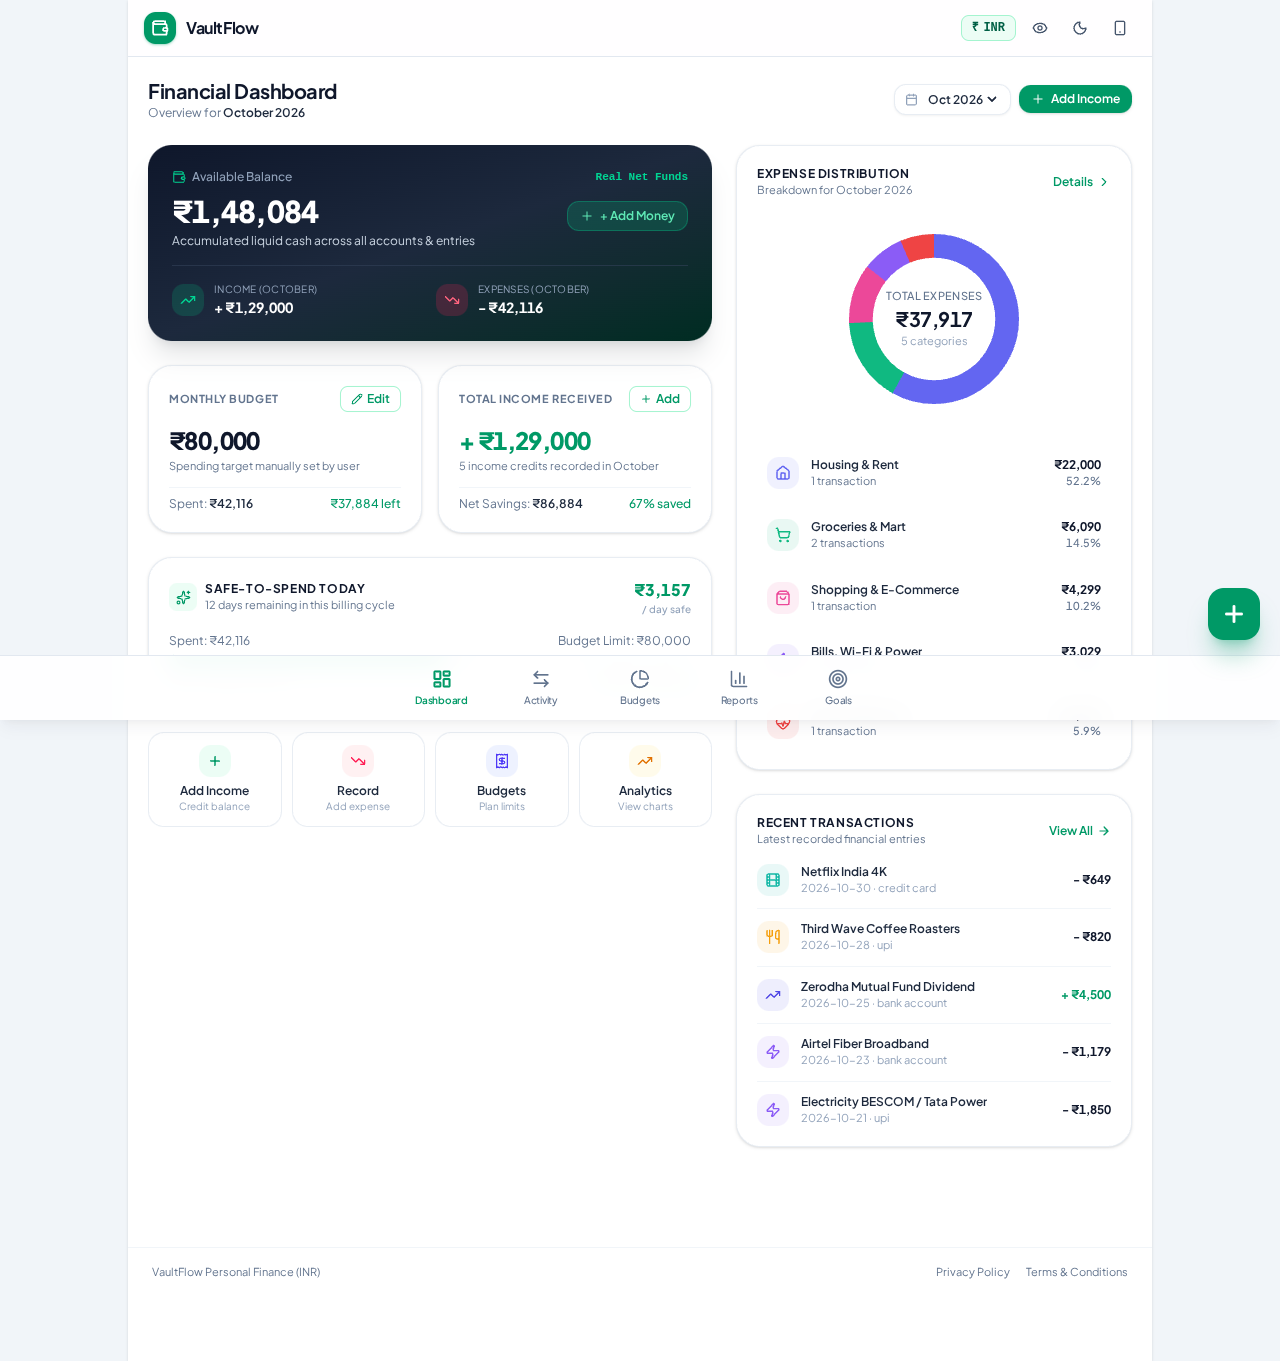 VaultFlow
₹ INR
Financial Dashboard
Overview for October 2026
Oct 2026
Add Income
Available Balance
Real Net Funds
₹1,48,084
+ Add Money
Accumulated liquid cash across all accounts & entries
INCOME (OCTOBER)
+ ₹1,29,000
EXPENSES (OCTOBER)
- ₹42,116
MONTHLY BUDGET
Edit
₹80,000
Spending target manually set by user
Spent: ₹42,116
₹37,884 left
TOTAL INCOME RECEIVED
Add
+ ₹1,29,000
5 income credits recorded in October
Net Savings: ₹86,884
67% saved
SAFE-TO-SPEND TODAY
12 days remaining in this billing cycle
₹3,157
/ day safe
Spent: ₹42,116
Budget Limit: ₹80,000
Add Income
Credit balance
Record
Add expense
Budgets
Plan limits
Analytics
View charts
EXPENSE DISTRIBUTION
Breakdown for October 2026
Details
TOTAL EXPENSES
₹37,917
5 categories
Housing & Rent
1 transaction
₹22,000
52.2%
Groceries & Mart
2 transactions
₹6,090
14.5%
Shopping & E-Commerce
1 transaction
₹4,299
10.2%
Bills, Wi-Fi & Power
₹3,029
1 transaction
5.9%
RECENT TRANSACTIONS
Latest recorded financial entries
View All
Netflix India 4K
2026-10-30 · credit card
- ₹649
Third Wave Coffee Roasters
2026-10-28 · upi
- ₹820
Zerodha Mutual Fund Dividend
2026-10-25 · bank account
+ ₹4,500
Airtel Fiber Broadband
2026-10-23 · bank account
- ₹1,179
Electricity BESCOM / Tata Power
2026-10-21 · upi
- ₹1,850
Dashboard
Activity
Budgets
Reports
Goals
VaultFlow Personal Finance (INR)
Privacy Policy
Terms & Conditions